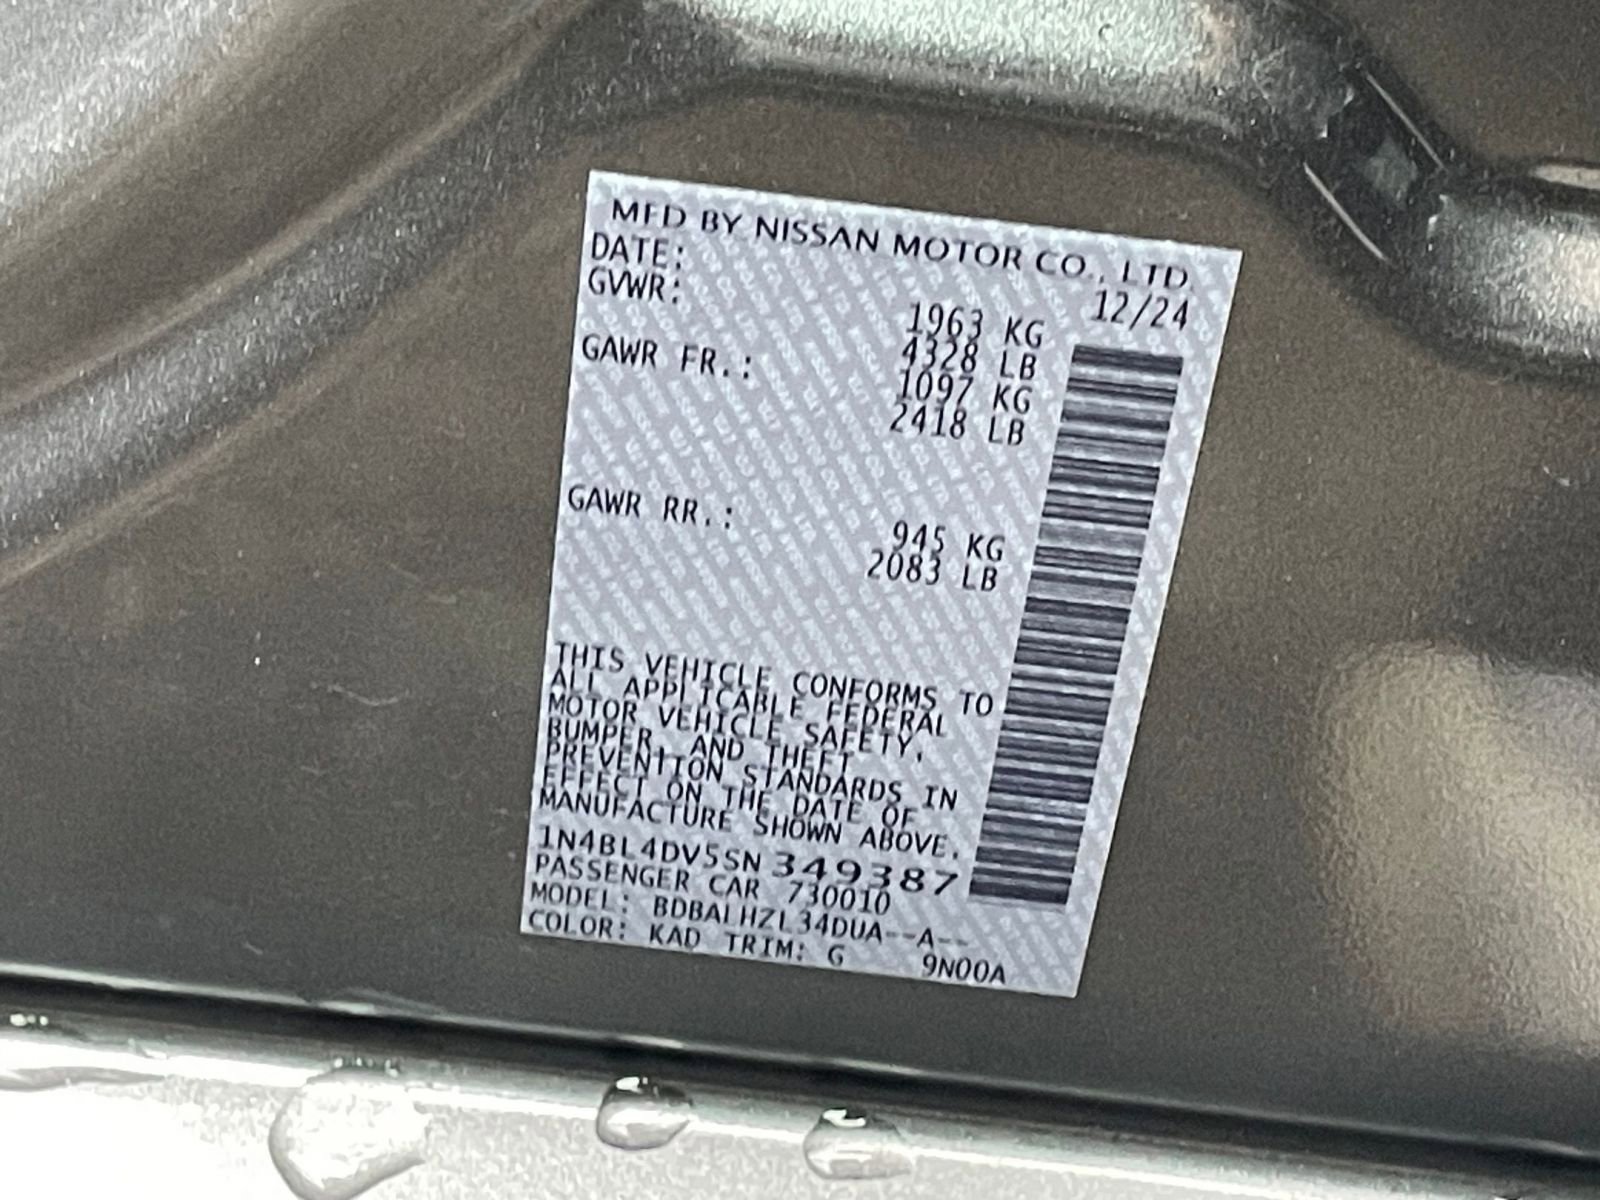 MFD BY NISSAN MOTOR CO., LTD.
DATE: 12/24
GVWR: 1963 KG
4328 LB
GAWR FR.: 1097 KG
2418 LB
GAWR RR.: 945 KG
2083 LB
THIS VEHICLE CONFORMS TO
ALL APPLICABLE FEDERAL
MOTOR VEHICLE SAFETY,
BUMPER, AND THEFT
PREVENTION STANDARDS IN
EFFECT ON THE DATE OF
MANUFACTURE SHOWN ABOVE.
1N4BL4DV5SN349387
PASSENGER CAR 730010
MODEL: BDBALHZL34DUA--A--
COLOR: KAD TRIM: G 9N00A